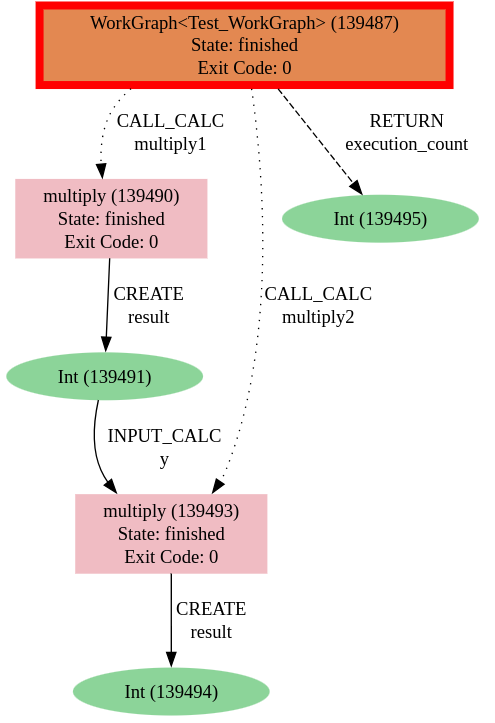 WorkGraph<Test_WorkGraph> (139487)
State: finished
Exit Code: 0
CALL_CALC
multiply1
RETURN
execution_count
multiply (139490)
State: finished
Exit Code: 0
Int (139495)
CREATE
result
CALL_CALC
multiply2
Int (139491)
INPUT_CALC
y
multiply (139493)
State: finished
Exit Code: 0
CREATE
result
Int (139494)